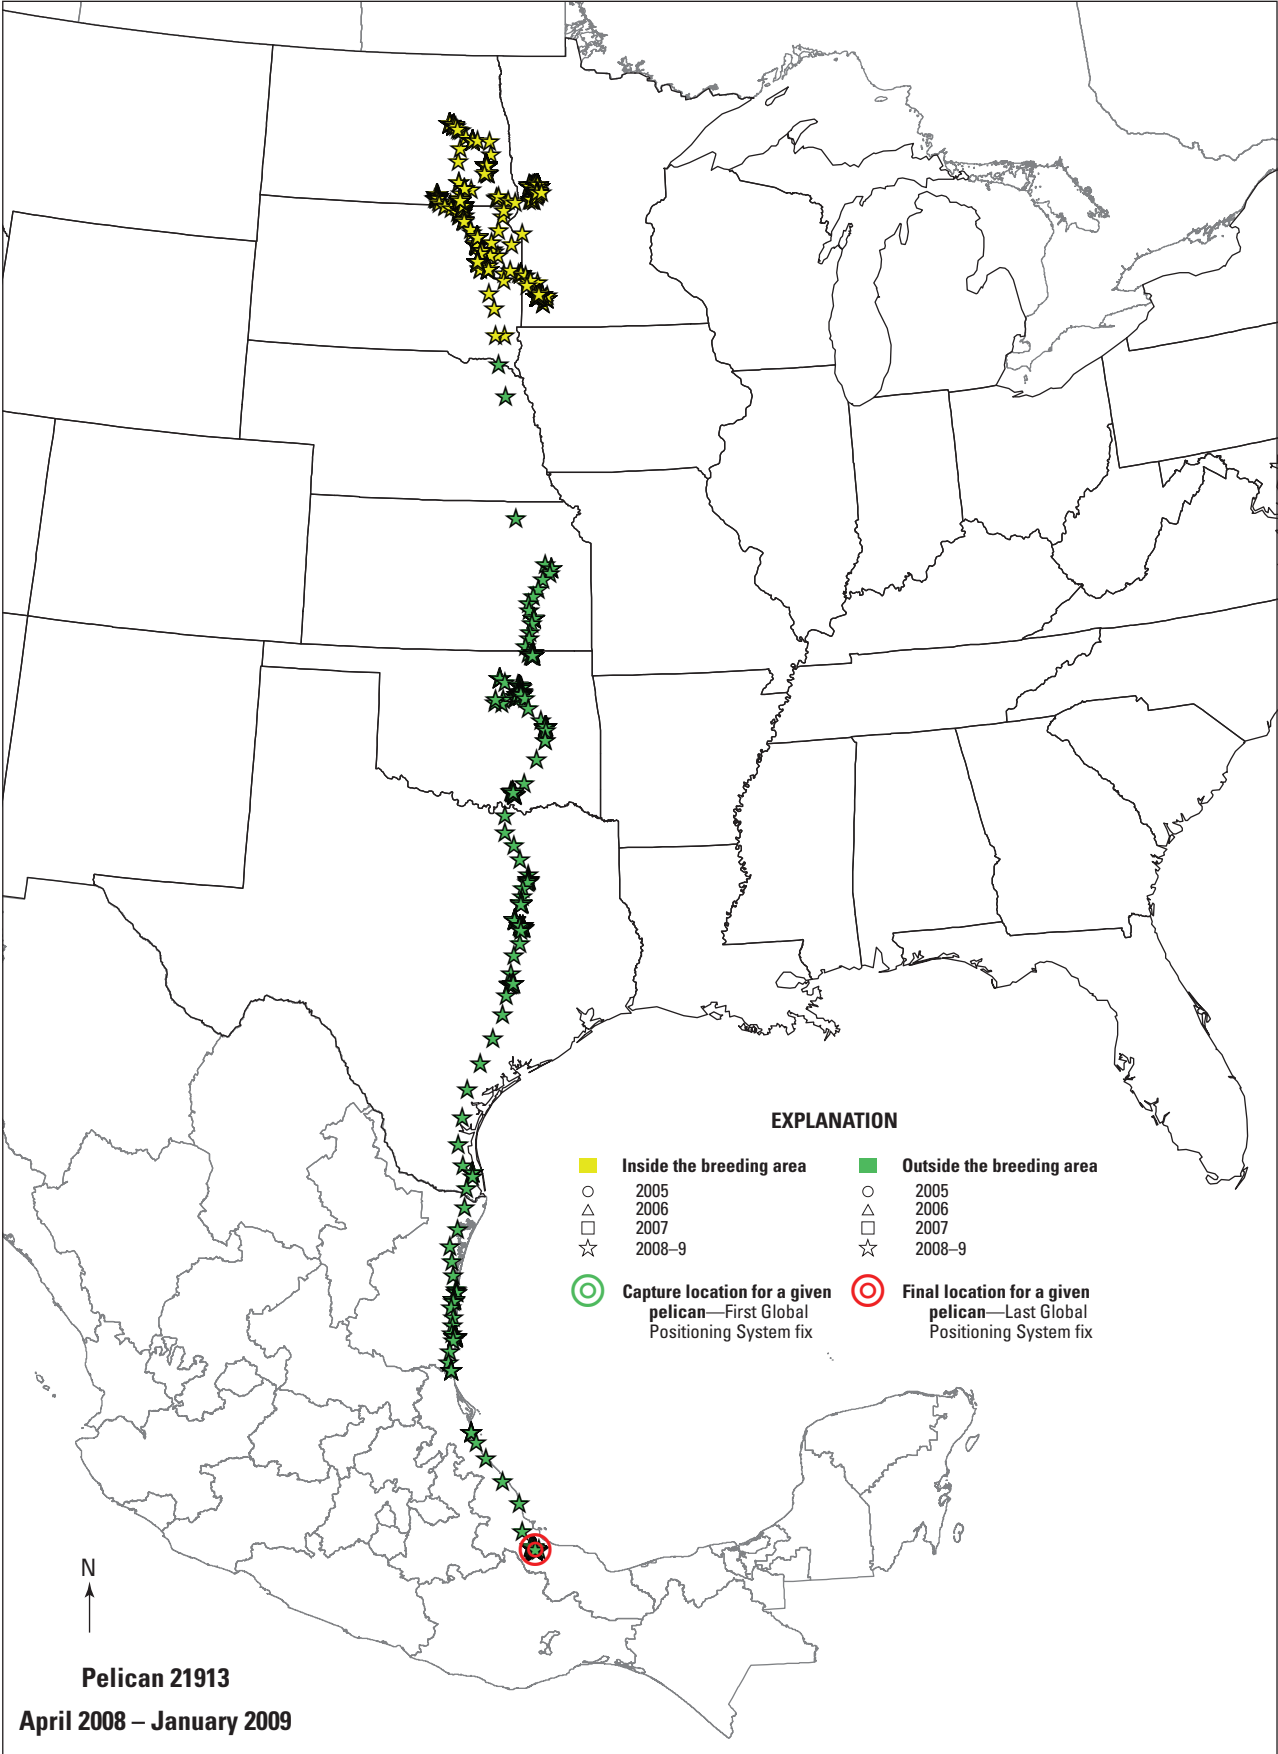 EXPLANATION
Inside the breeding area
2005
2006
2007
2008–9
Capture location for a given
pelican—First Global
Positioning System fix
Outside the breeding area
2005
2006
2007
2008–9
Final location for a given
pelican—Last Global
Positioning System fix
N
Pelican 21913
April 2008 – January 2009